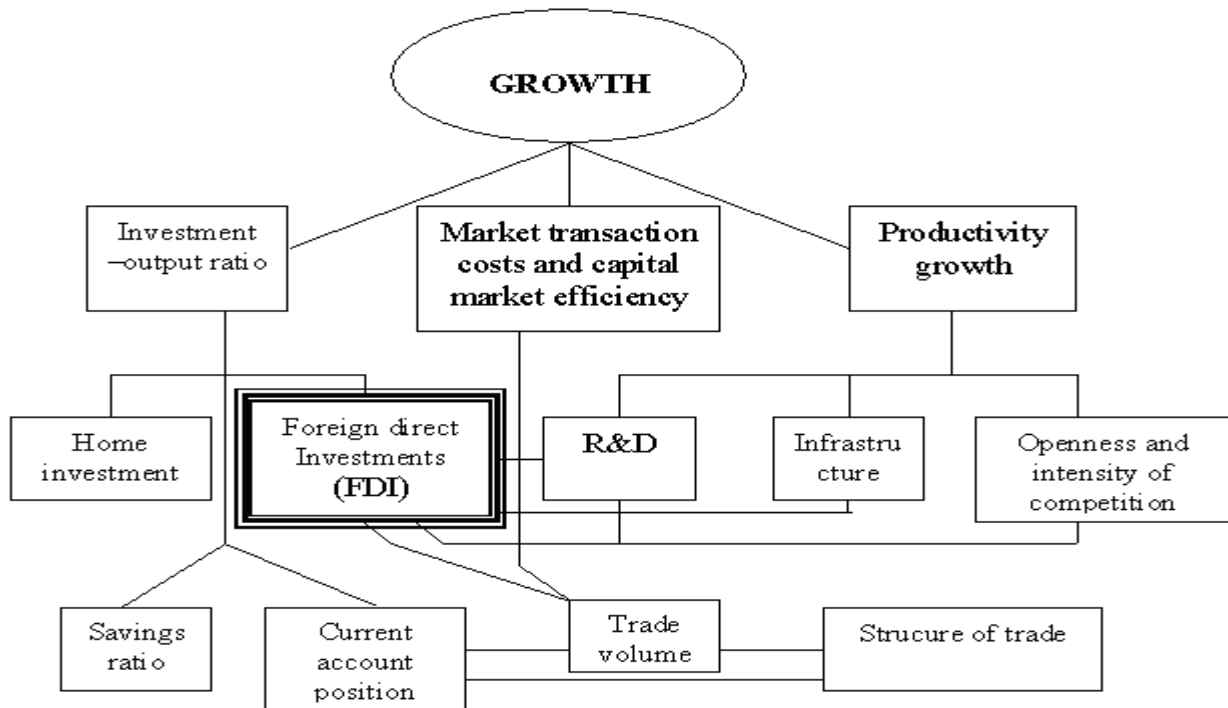 GROWTH
Investment
–output ratio
Market transaction
costs and capital
market efficiency
Productivity
growth
Home
investment
Foreign direct
Investments
(FDI)
R&D
Infrastru
cture
Openness and
intensity of
competition
Savings
ratio
Current
account
position
Trade
volume
Strucure of trade